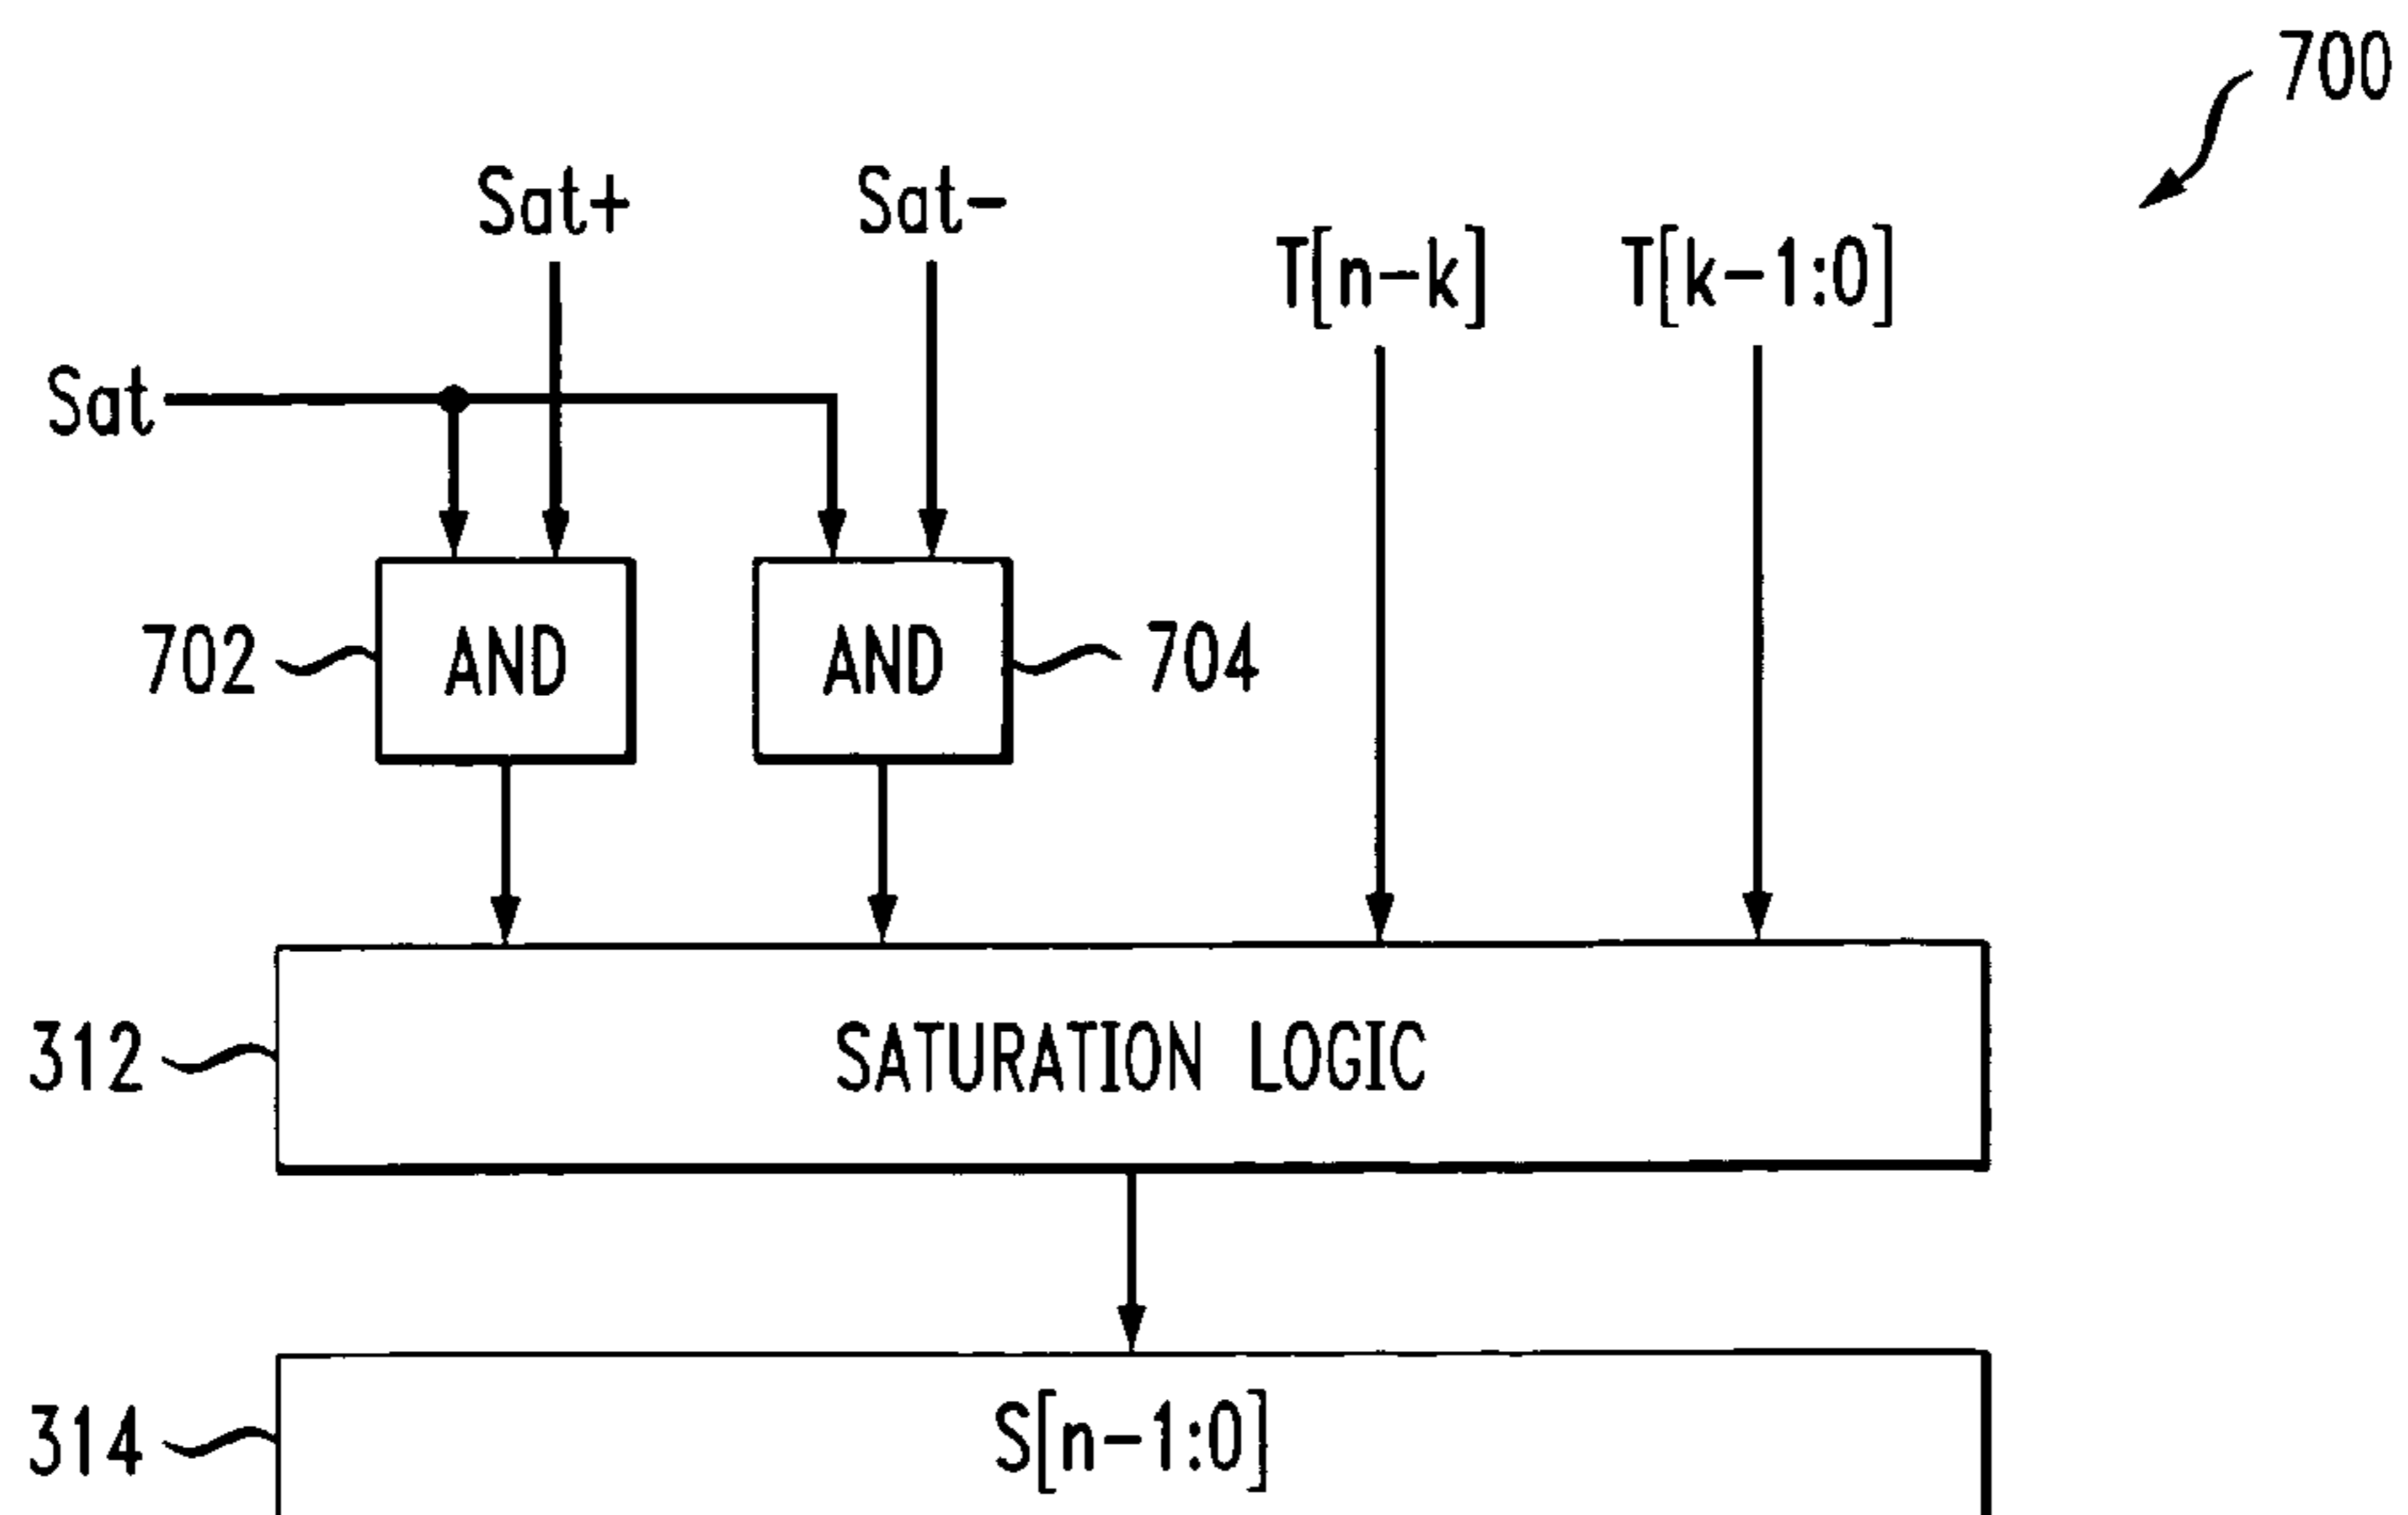 700
Sat+ Sat-
T[n-k] T[k-1:0]
Sat
702 AND AND 704
312 SATURATION LOGIC
314 S[n-1:0]